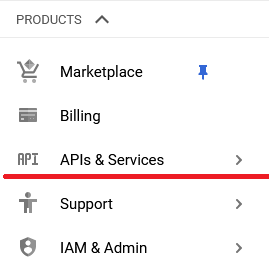 PRODUCTS
Marketplace
Billing
API APIs & Services
Support
IAM & Admin